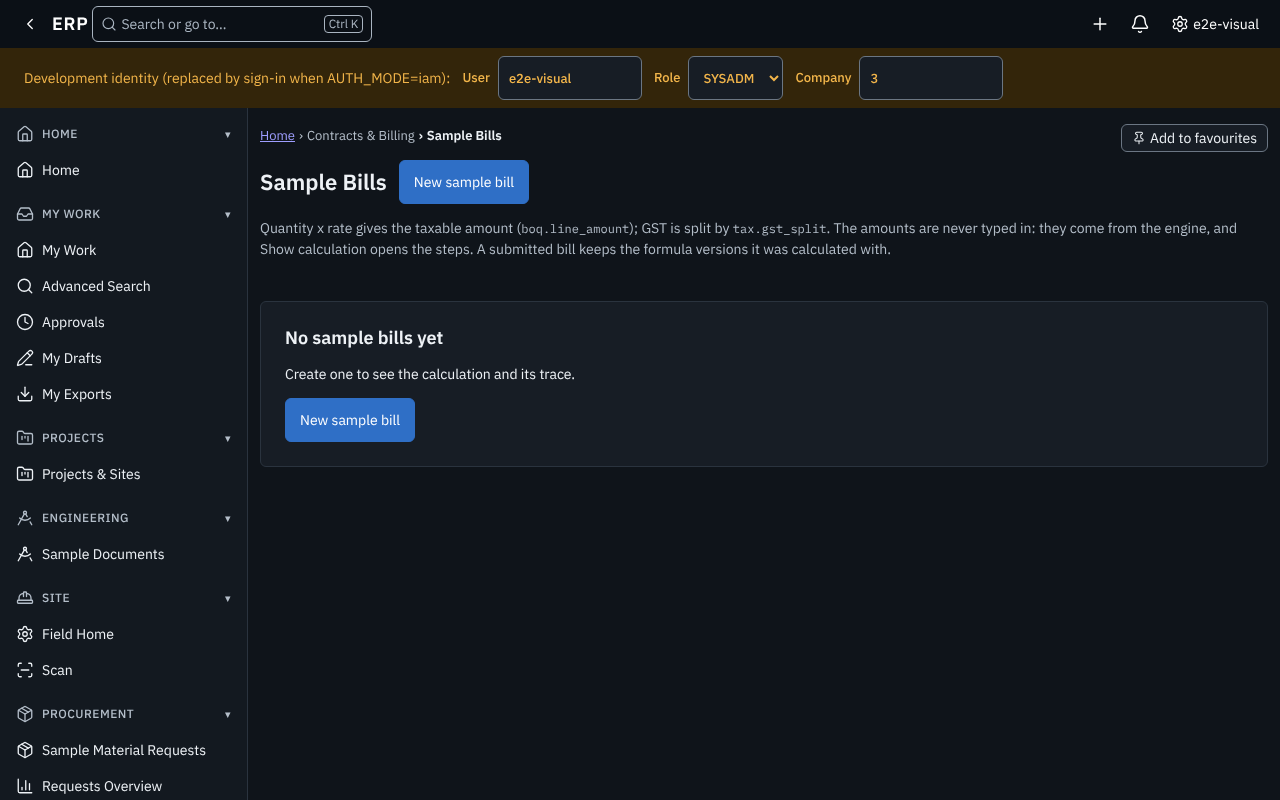 ERP
Search or go to...
Ctrl K
e2e-visual
Development identity (replaced by sign-in when AUTH_MODE=iam):
User
e2e-visual
Role
SYSADM
Company
3
HOME
Home
MY WORK
My Work
Advanced Search
Approvals
My Drafts
My Exports
PROJECTS
Projects & Sites
ENGINEERING
Sample Documents
SITE
Field Home
Scan
PROCUREMENT
Sample Material Requests
Requests Overview
Home › Contracts & Billing › Sample Bills
Add to favourites
Sample Bills
New sample bill
Quantity x rate gives the taxable amount (boq.line_amount); GST is split by tax.gst_split. The amounts are never typed in: they come from the engine, and
Show calculation opens the steps. A submitted bill keeps the formula versions it was calculated with.
No sample bills yet
Create one to see the calculation and its trace.
New sample bill